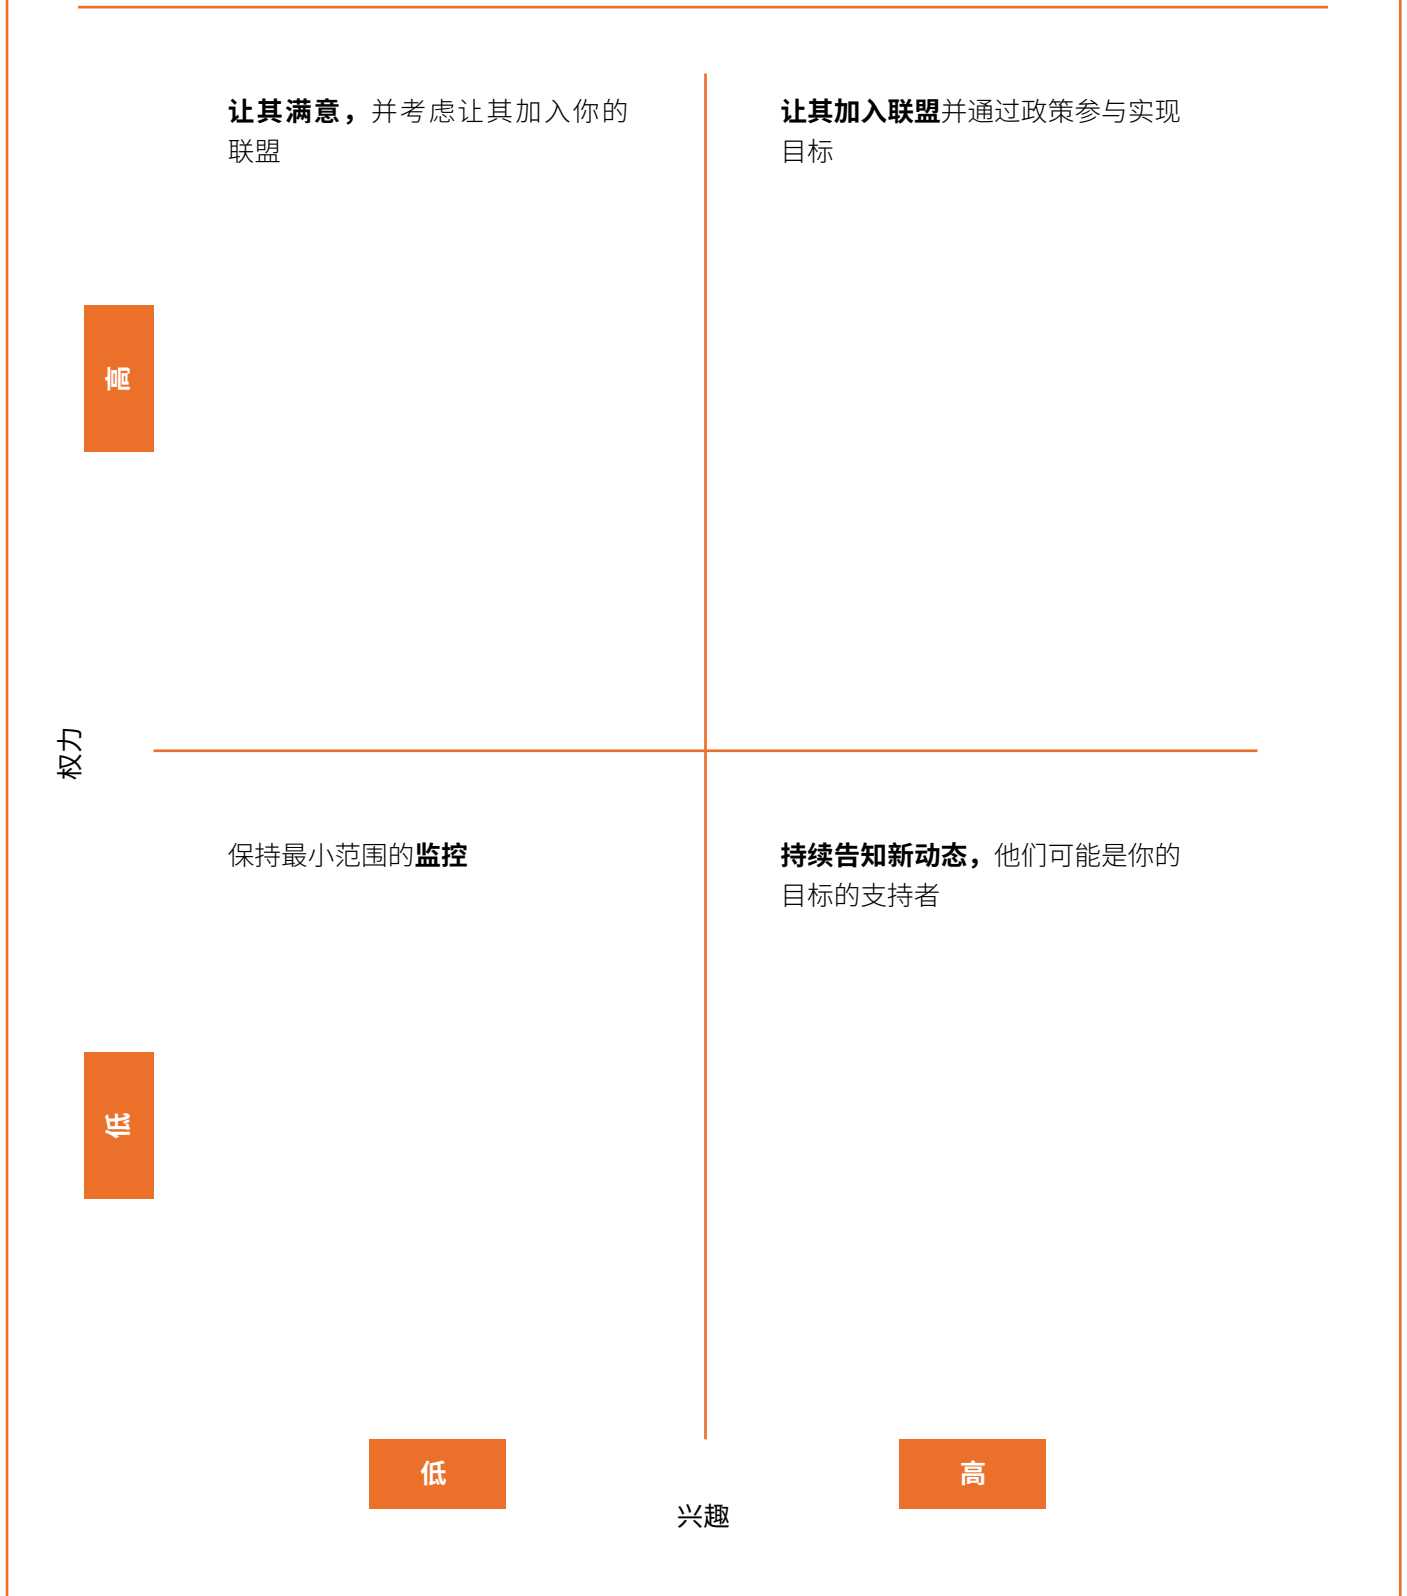 让其满意，并考虑让其加入你的
联盟
让其加入联盟并通过政策参与实现
目标
高
权力
保持最小范围的监控
持续告知新动态，他们可能是你的
目标的支持者
低
低
高
兴趣